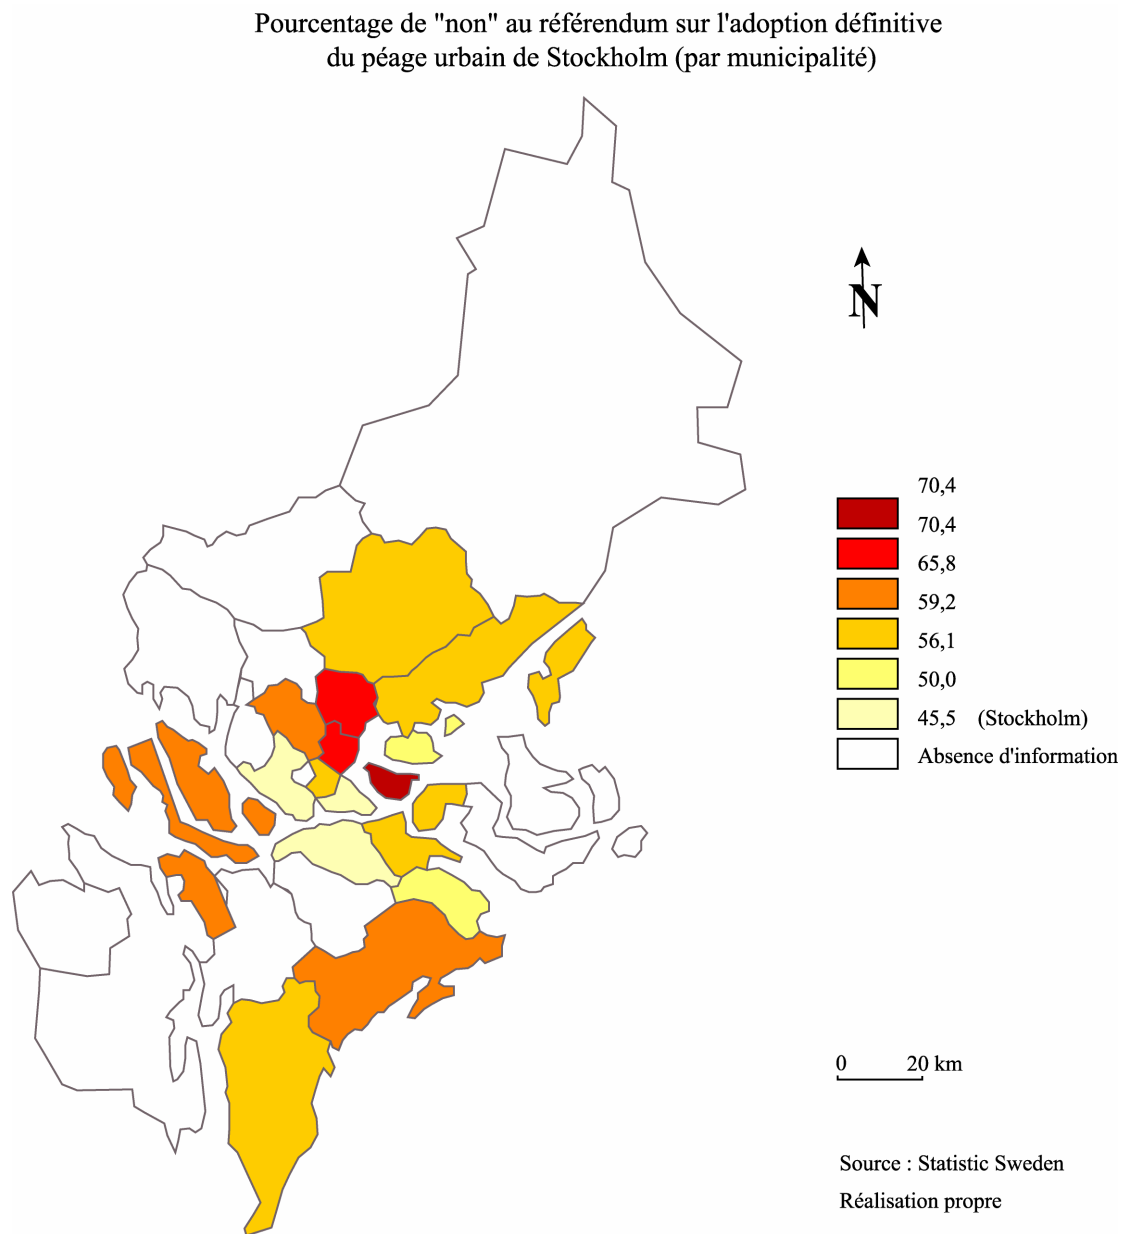 Pourcentage de "non" au référendum sur l'adoption définitive
du péage urbain de Stockholm (par municipalité)
N
70,4
70,4
65,8
59,2
56,1
50,0
45,5 (Stockholm)
Absence d'information
0 20 km
Source : Statistic Sweden
Réalisation propre